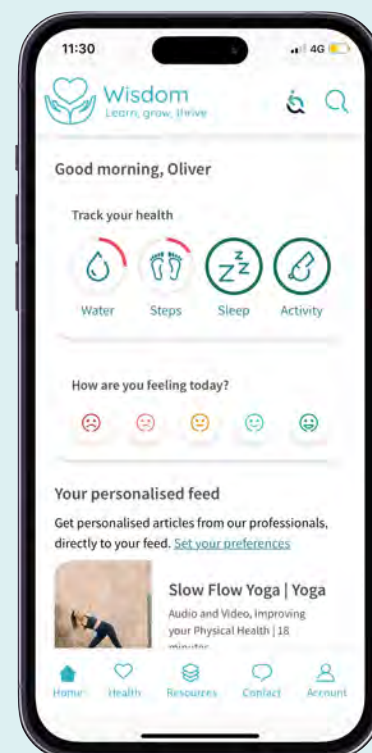 11:30
4G
Wisdom
Learn, grow, thrive
Good morning, Oliver
Track your health
Water Steps Sleep Activity
How are you feeling today?
Your personalised feed
Get personalised articles from our professionals,
directly to your feed. Set your preferences
Slow Flow Yoga | Yoga
Audio and Video, Improving
your Physical Health | 18
minutes
Home Health Resources Contact Account